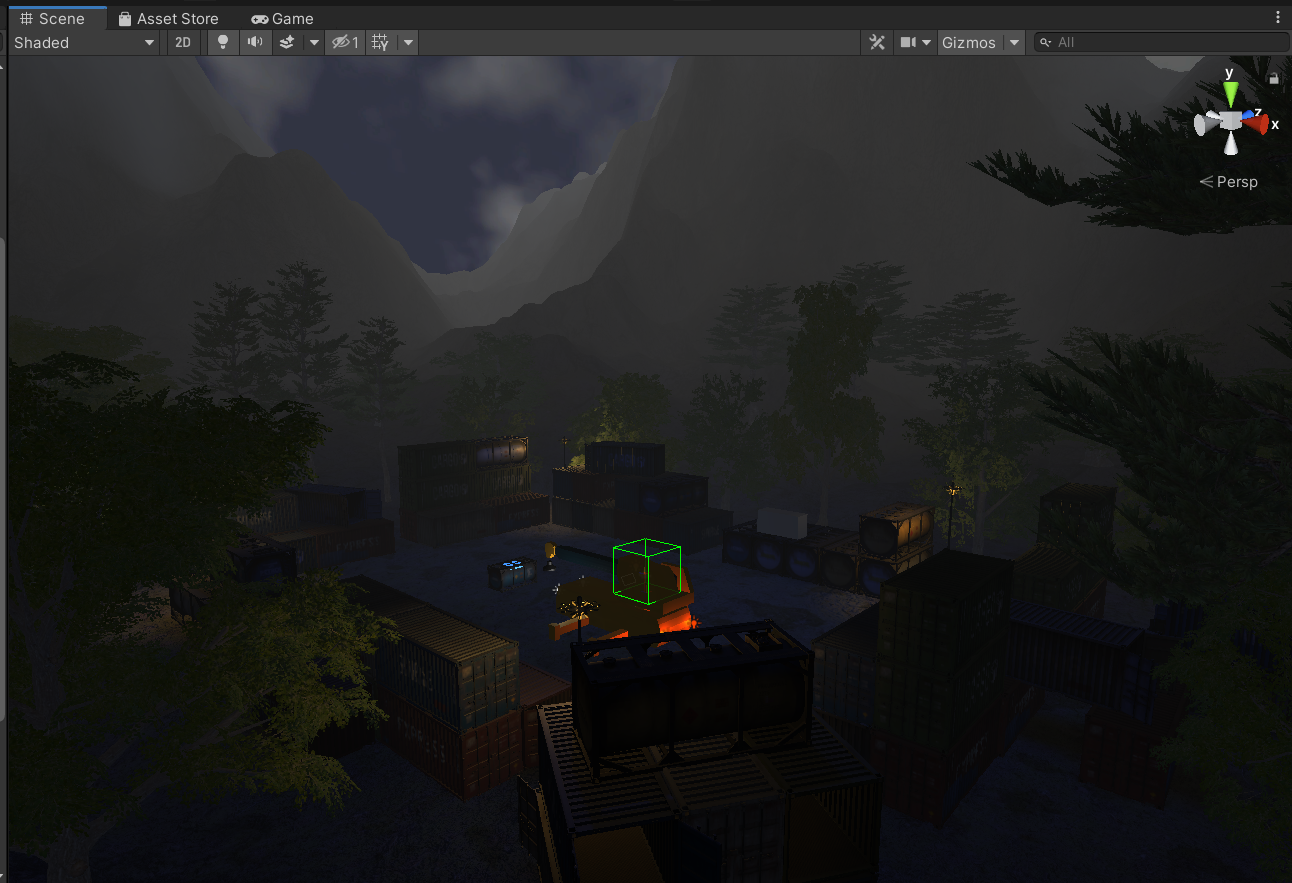 Scene
Asset Store
Game
Shaded
2D
1
Gizmos
All
y
z
x
Persp